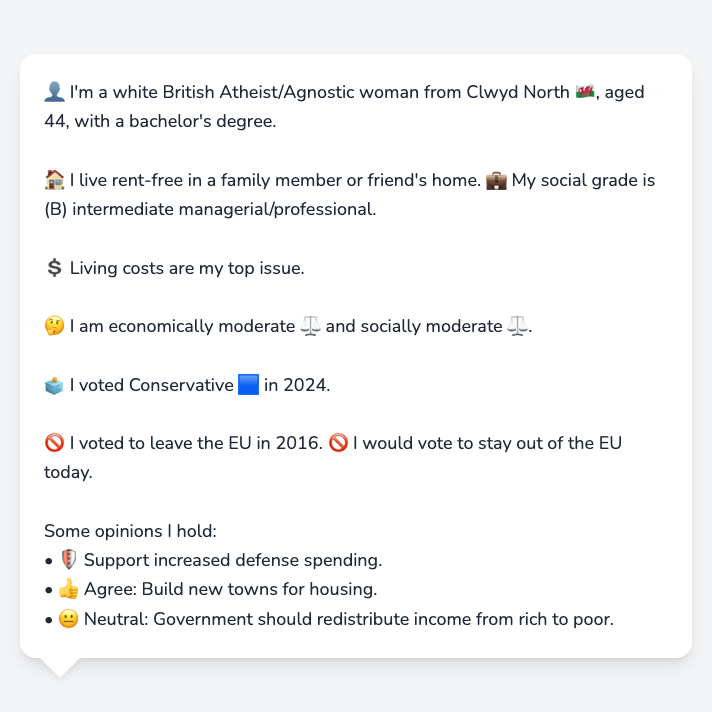 👤 I'm a white British Atheist/Agnostic woman from Clwyd North 🏴󠁧󠁢󠁷󠁬󠁳󠁿, aged
44, with a bachelor's degree.
🏠 I live rent-free in a family member or friend's home. 💼 My social grade is
(B) intermediate managerial/professional.
💲 Living costs are my top issue.
🤔 I am economically moderate ⚖️ and socially moderate ⚖️.
🗳️ I voted Conservative 🟦 in 2024.
🚫 I voted to leave the EU in 2016. 🚫 I would vote to stay out of the EU
today.
Some opinions I hold:
• 🛡️ Support increased defense spending.
• 👍 Agree: Build new towns for housing.
• 😐 Neutral: Government should redistribute income from rich to poor.